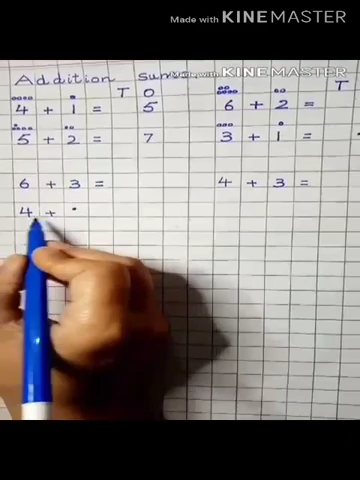 Made with KINEMASTER
Addition sum Made with KINEMASTER
T O T
4 + 1 = 5 6 + 2 =
5 + 2 = 7 3 + 1 =
6 + 3 = 4 + 3 =
4 +